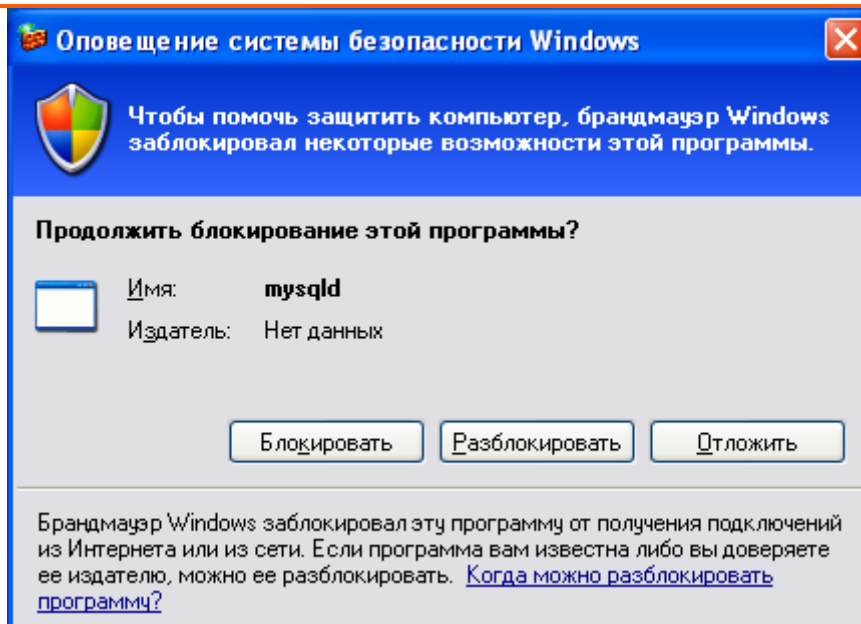 Оповещение системы безопасности Windows
Чтобы помочь защитить компьютер, брандмауэр Windows
заблокировал некоторые возможности этой программы.
Продолжить блокирование этой программы?
Имя: mysqld
Издатель: Нет данных
Блокировать Разблокировать Отложить
Брандмауэр Windows заблокировал эту программу от получения подключений
из Интернета или из сети. Если программа вам известна либо вы доверяете
ее издателю, можно ее разблокировать. Когда можно разблокировать
программу?